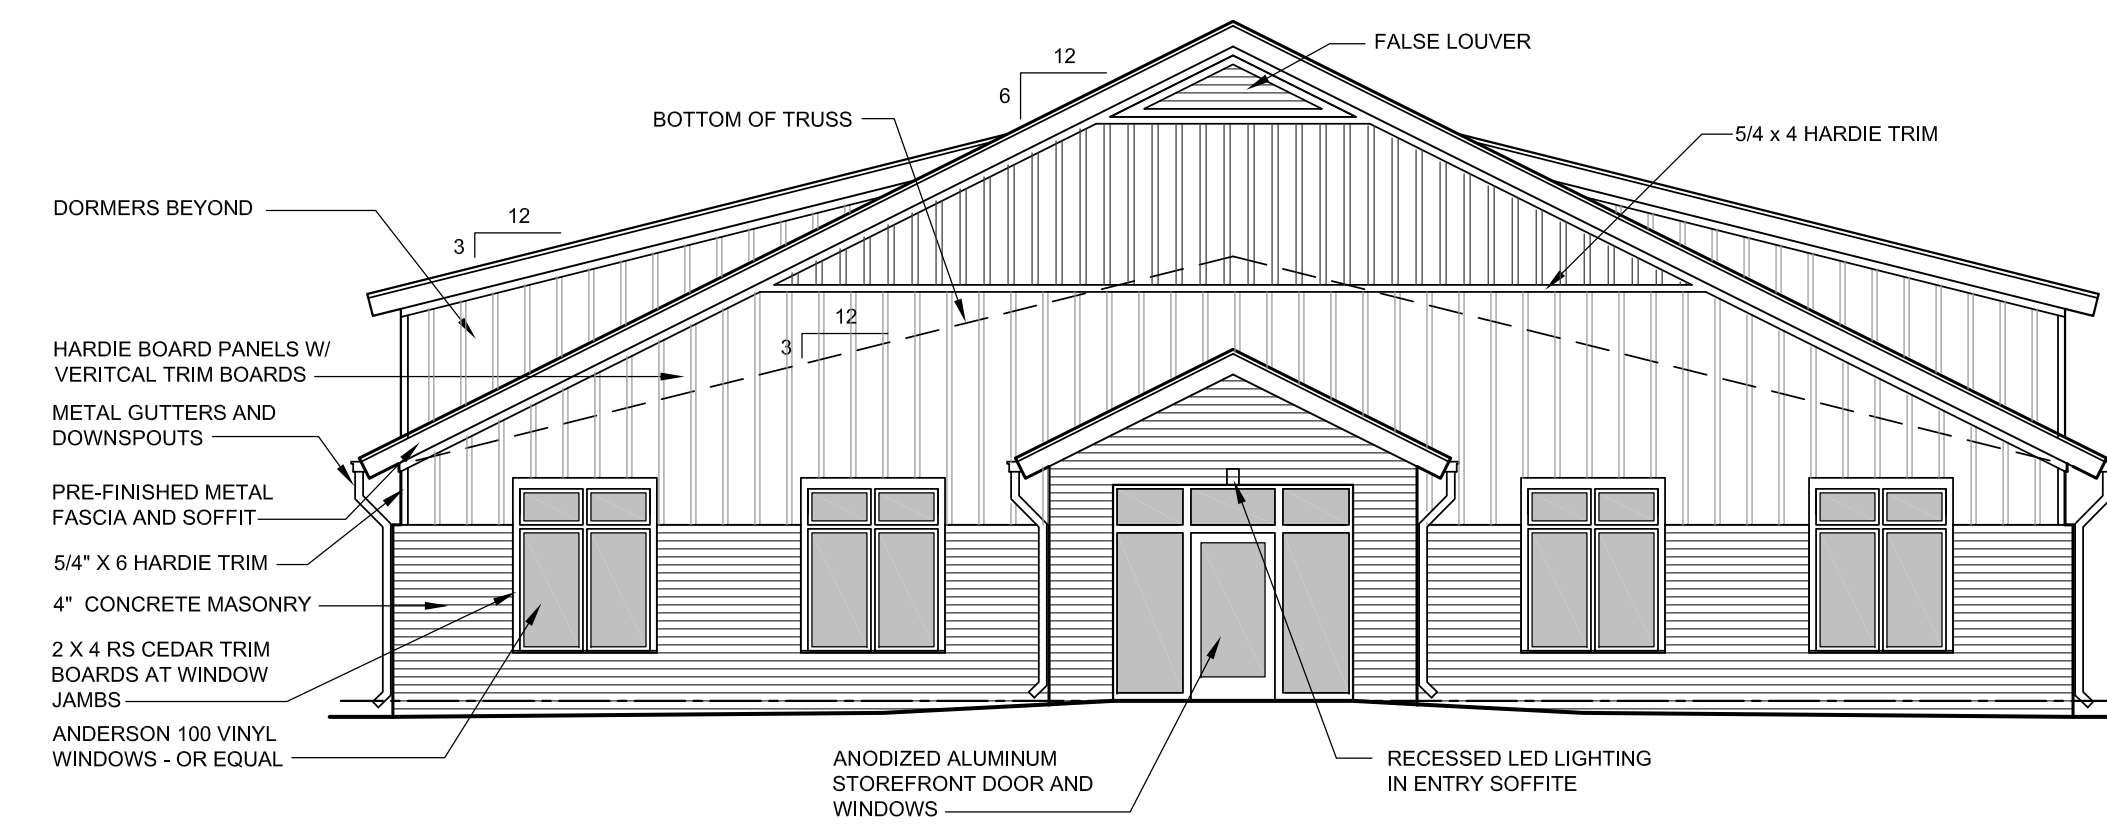 FALSE LOUVER
12
6
BOTTOM OF TRUSS
5/4 x 4 HARDIE TRIM
DORMERS BEYOND
12
3
12
3
HARDIE BOARD PANELS W/
VERITCAL TRIM BOARDS
METAL GUTTERS AND
DOWNSPOUTS
PRE-FINISHED METAL
FASCIA AND SOFFIT
5/4" X 6 HARDIE TRIM
4" CONCRETE MASONRY
2 X 4 RS CEDAR TRIM
BOARDS AT WINDOW
JAMBS
ANDERSON 100 VINYL
WINDOWS - OR EQUAL
ANODIZED ALUMINUM
STOREFRONT DOOR AND
WINDOWS
RECESSED LED LIGHTING
IN ENTRY SOFFITE